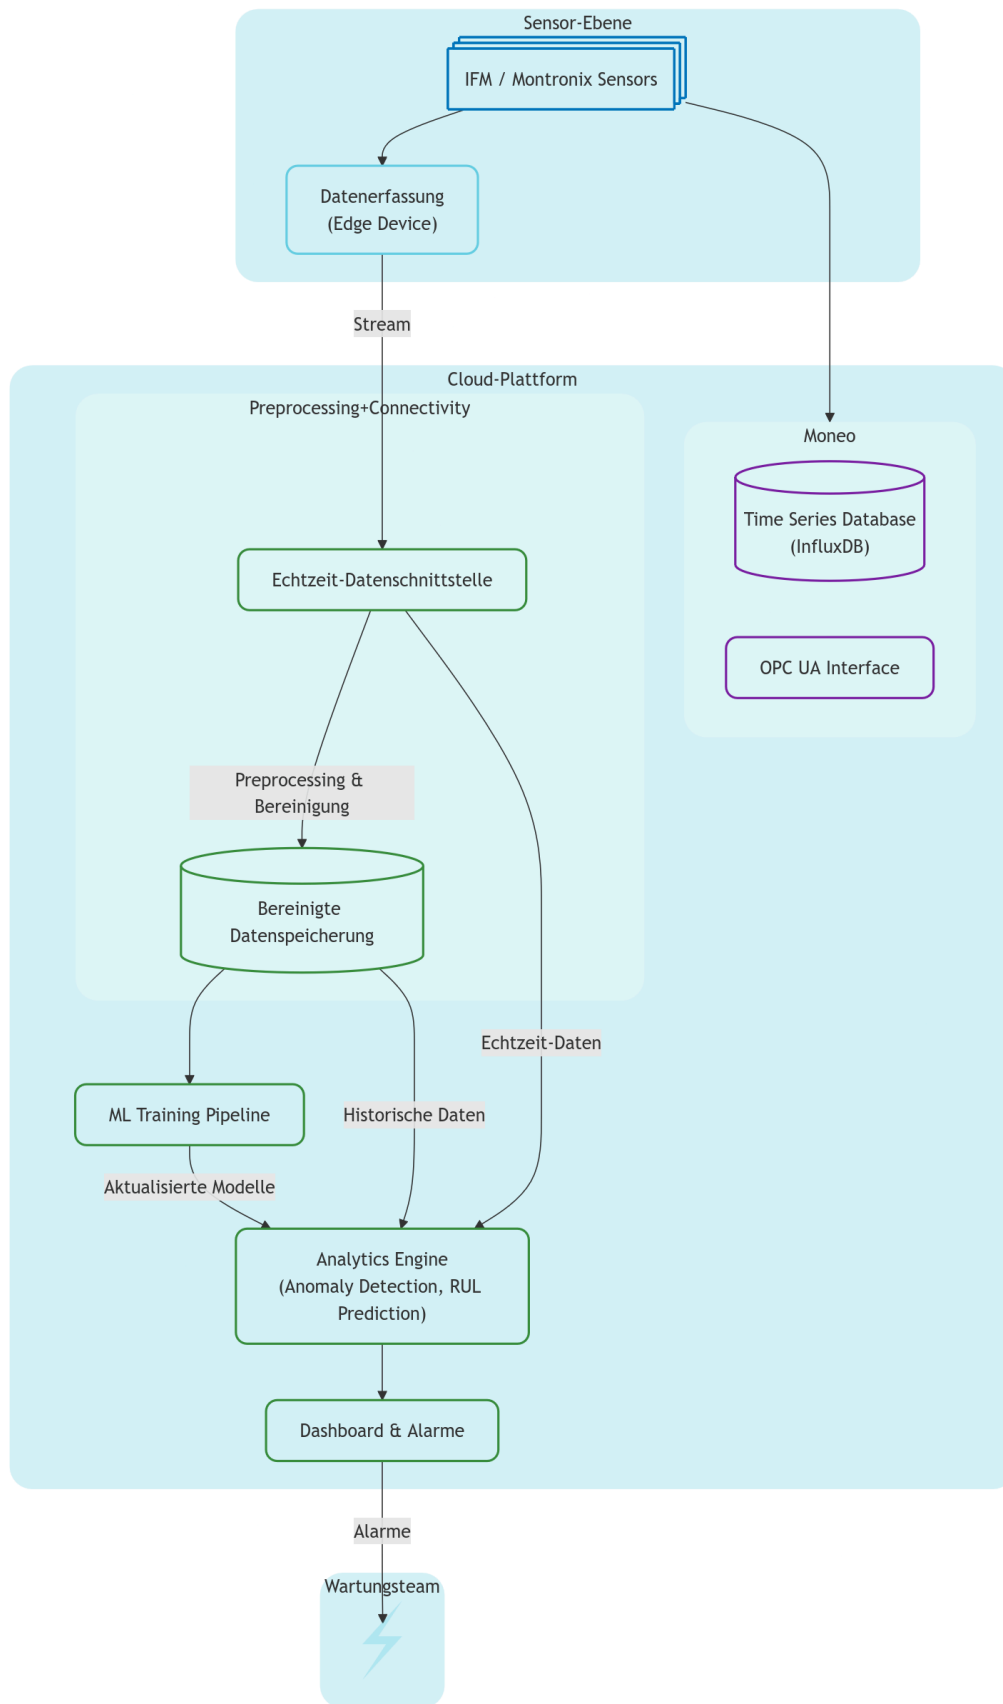 Sensor-Ebene
IFM / Montronix Sensors
Datenerfassung
(Edge Device)
Stream
Cloud-Plattform
Preprocessing+Connectivity
Moneo
Time Series Database
(InfluxDB)
Echtzeit-Datenschnittstelle
OPC UA Interface
Preprocessing &
Bereinigung
Bereinigte
Datenspeicherung
Echtzeit-Daten
ML Training Pipeline
Historische Daten
Aktualisierte Modelle
Analytics Engine
(Anomaly Detection, RUL
Prediction)
Dashboard & Alarme
Alarme
Wartungsteam